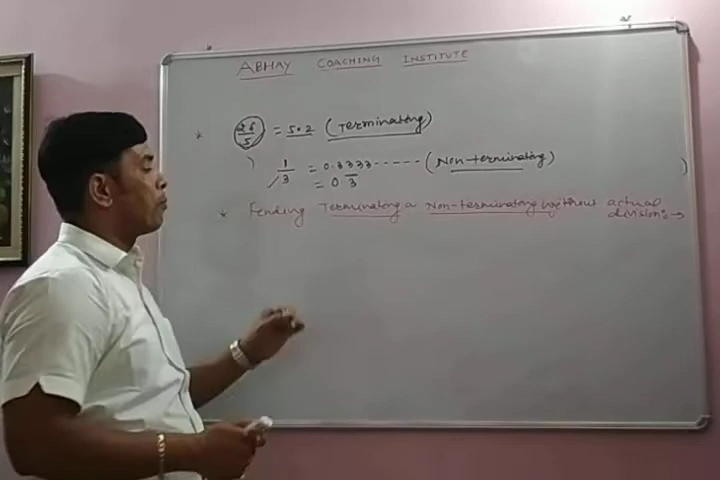 ABHAY COACHING INSTITUTE
* 26/5 = 5.2 (Terminating)
1/3 = 0.3333------ (Non-terminating)
= 0.3̅
* Fending Terminating a Non-terminating without actual
division:→